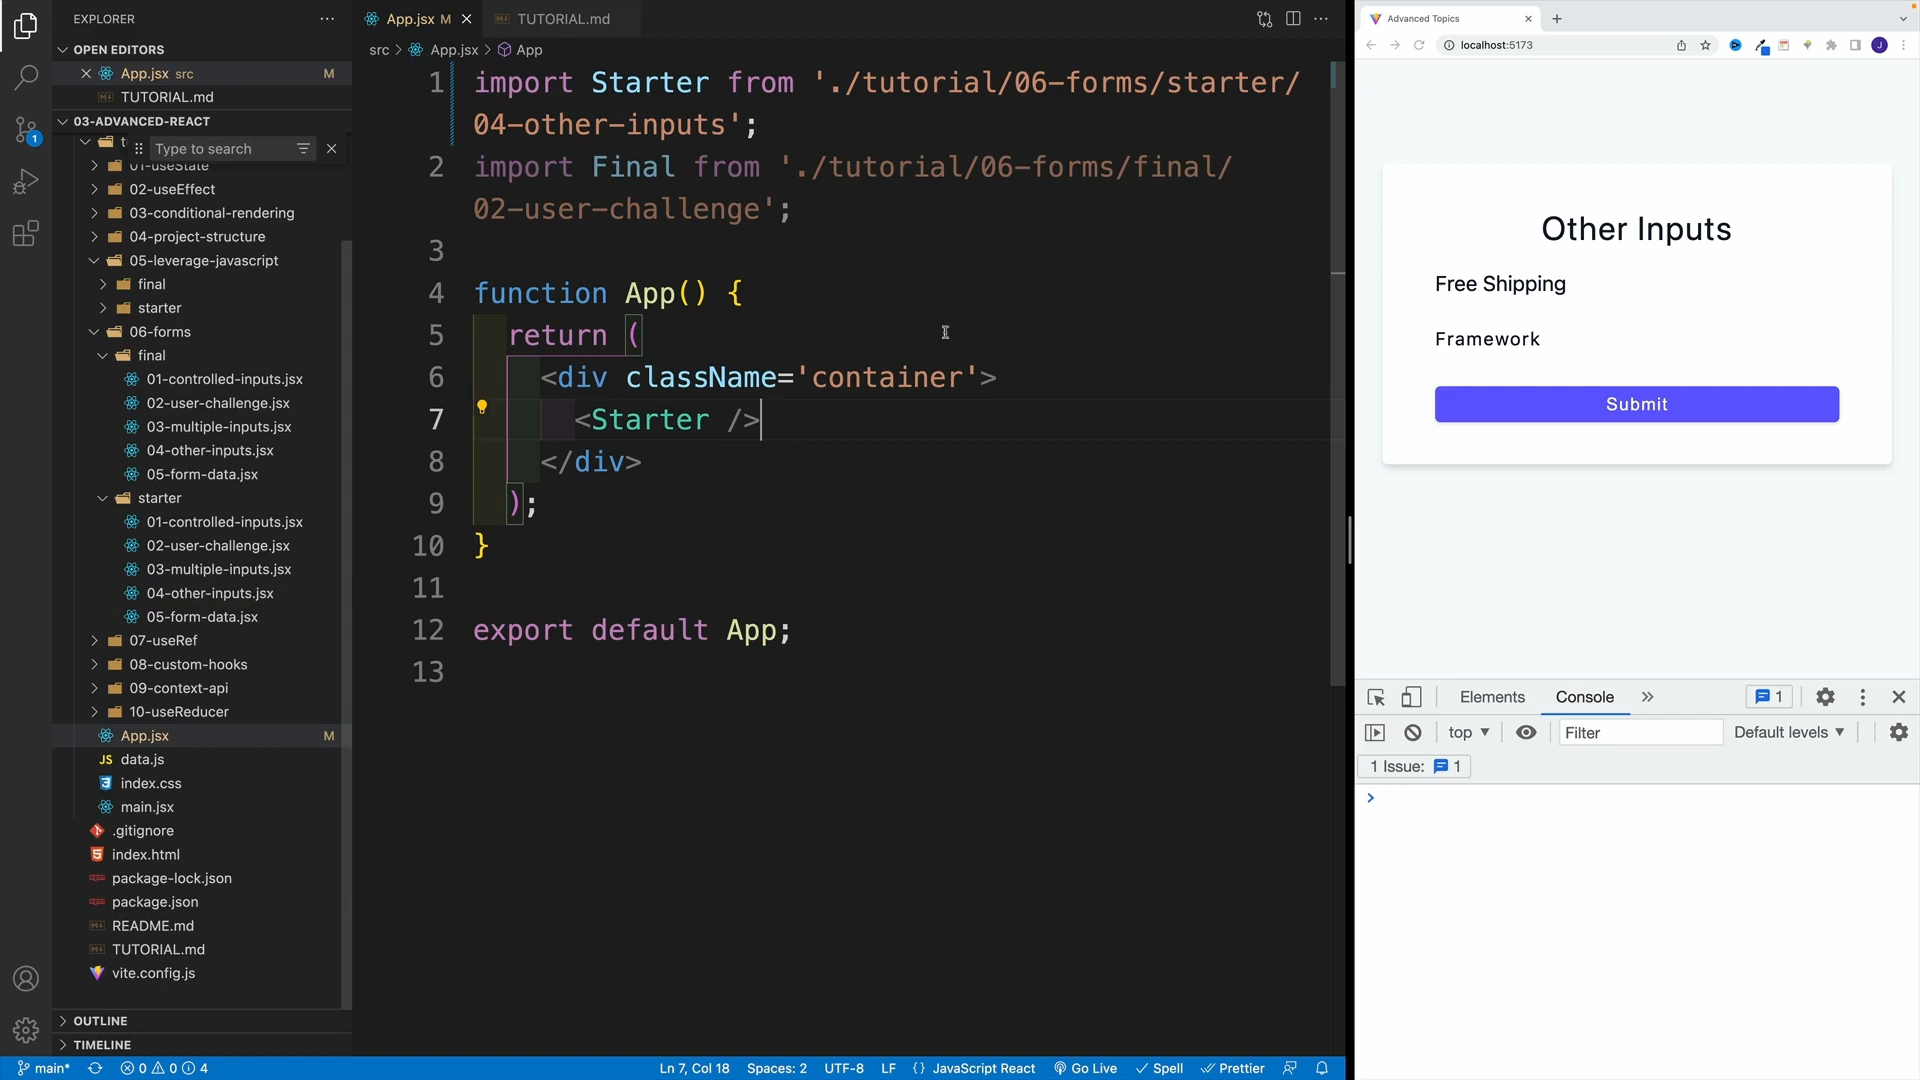 EXPLORER
OPEN EDITORS
App.jsx src M
TUTORIAL.md
03-ADVANCED-REACT
Type to search
01-useState
02-useEffect
03-conditional-rendering
04-project-structure
05-leverage-javascript
final
starter
06-forms
final
01-controlled-inputs.jsx
02-user-challenge.jsx
03-multiple-inputs.jsx
04-other-inputs.jsx
05-form-data.jsx
starter
01-controlled-inputs.jsx
02-user-challenge.jsx
03-multiple-inputs.jsx
04-other-inputs.jsx
05-form-data.jsx
07-useRef
08-custom-hooks
09-context-api
10-useReducer
App.jsx M
JS data.js
index.css
main.jsx
.gitignore
index.html
package-lock.json
package.json
README.md
TUTORIAL.md
vite.config.js
OUTLINE
TIMELINE
App.jsx M
TUTORIAL.md
src > App.jsx > App
1 import Starter from './tutorial/06-forms/starter/
04-other-inputs';
2 import Final from './tutorial/06-forms/final/
02-user-challenge';
3
4 function App() {
5 return (
6 <div className='container'>
7 <Starter />
8 </div>
9 );
10 }
11
12 export default App;
13
Advanced Topics
localhost:5173
J
Other Inputs
Free Shipping
Framework
Submit
Elements Console 1
top Filter Default levels
1 Issue: 1
main* 0 0 4 Ln 7, Col 18 Spaces: 2 UTF-8 LF {} JavaScript React Go Live Spell Prettier